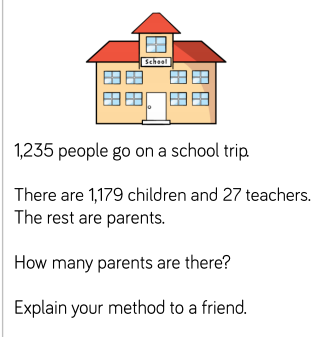 School
1,235 people go on a school trip.
There are 1,179 children and 27 teachers.
The rest are parents.
How many parents are there?
Explain your method to a friend.